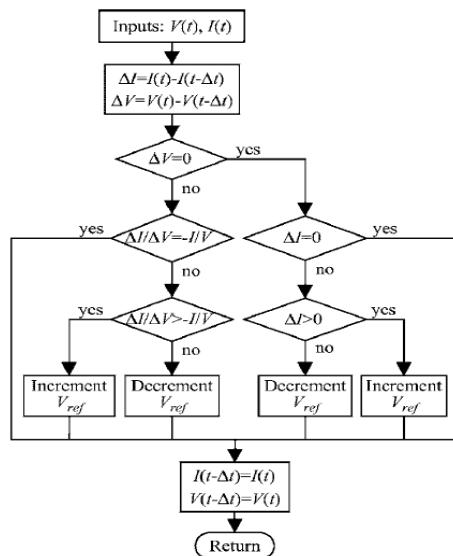 Inputs: V(t), I(t)
ΔI=I(t)-I(t-Δt)
ΔV=V(t)-V(t-Δt)
ΔV=0
yes
no
yes
ΔI/ΔV=-I/V
ΔI=0
yes
no
no
yes
ΔI/ΔV>-I/V
ΔI>0
yes
no
no
Increment
Vref
Decrement
Vref
Decrement
Vref
Increment
Vref
I(t-Δt)=I(t)
V(t-Δt)=V(t)
Return